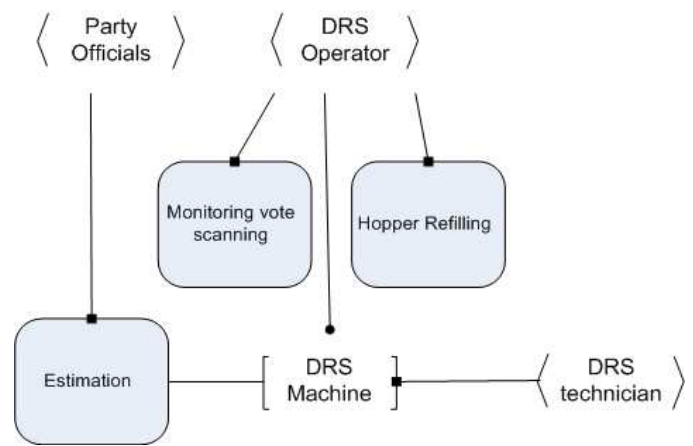 Party
Officials
DRS
Operator
Monitoring vote
scanning
Hopper Refilling
Estimation
DRS
Machine
DRS
technician